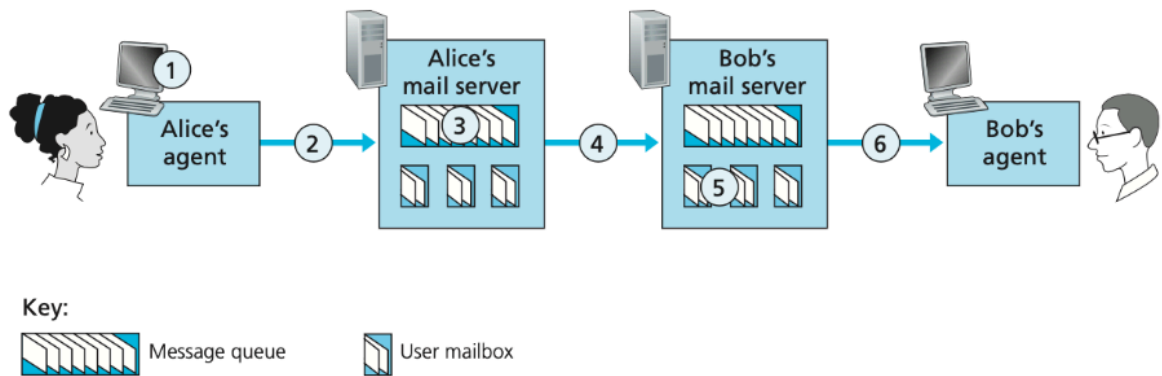 1
Alice's
agent
2
Alice's
mail server
3
4
Bob's
mail server
5
6
Bob's
agent
Key:
Message queue
User mailbox